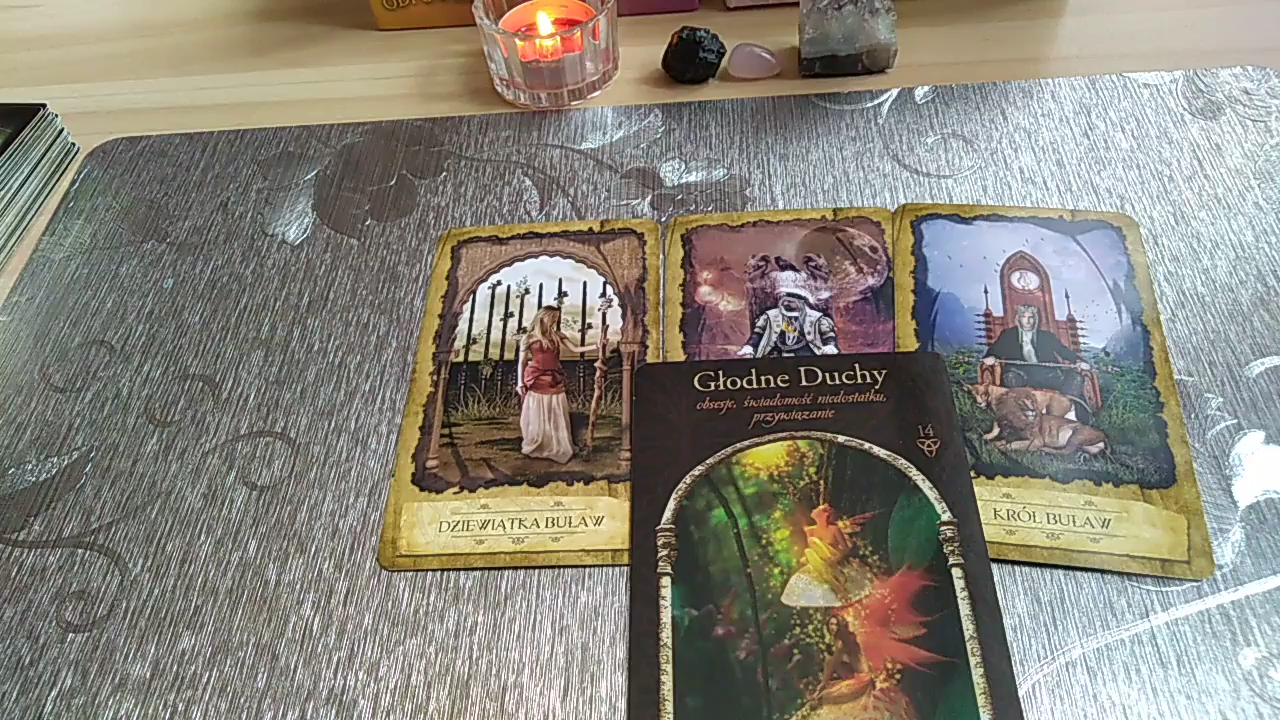 Głodne Duchy
obsesje, świadomość niedostatku,
przywiązanie
14
DZIEWIĄTKA BUŁAW
KRÓL BUŁAW